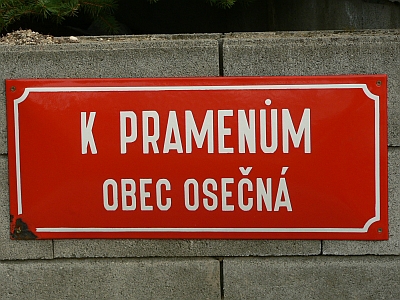 K PRAMENŮM
OBEC OSEČNÁ